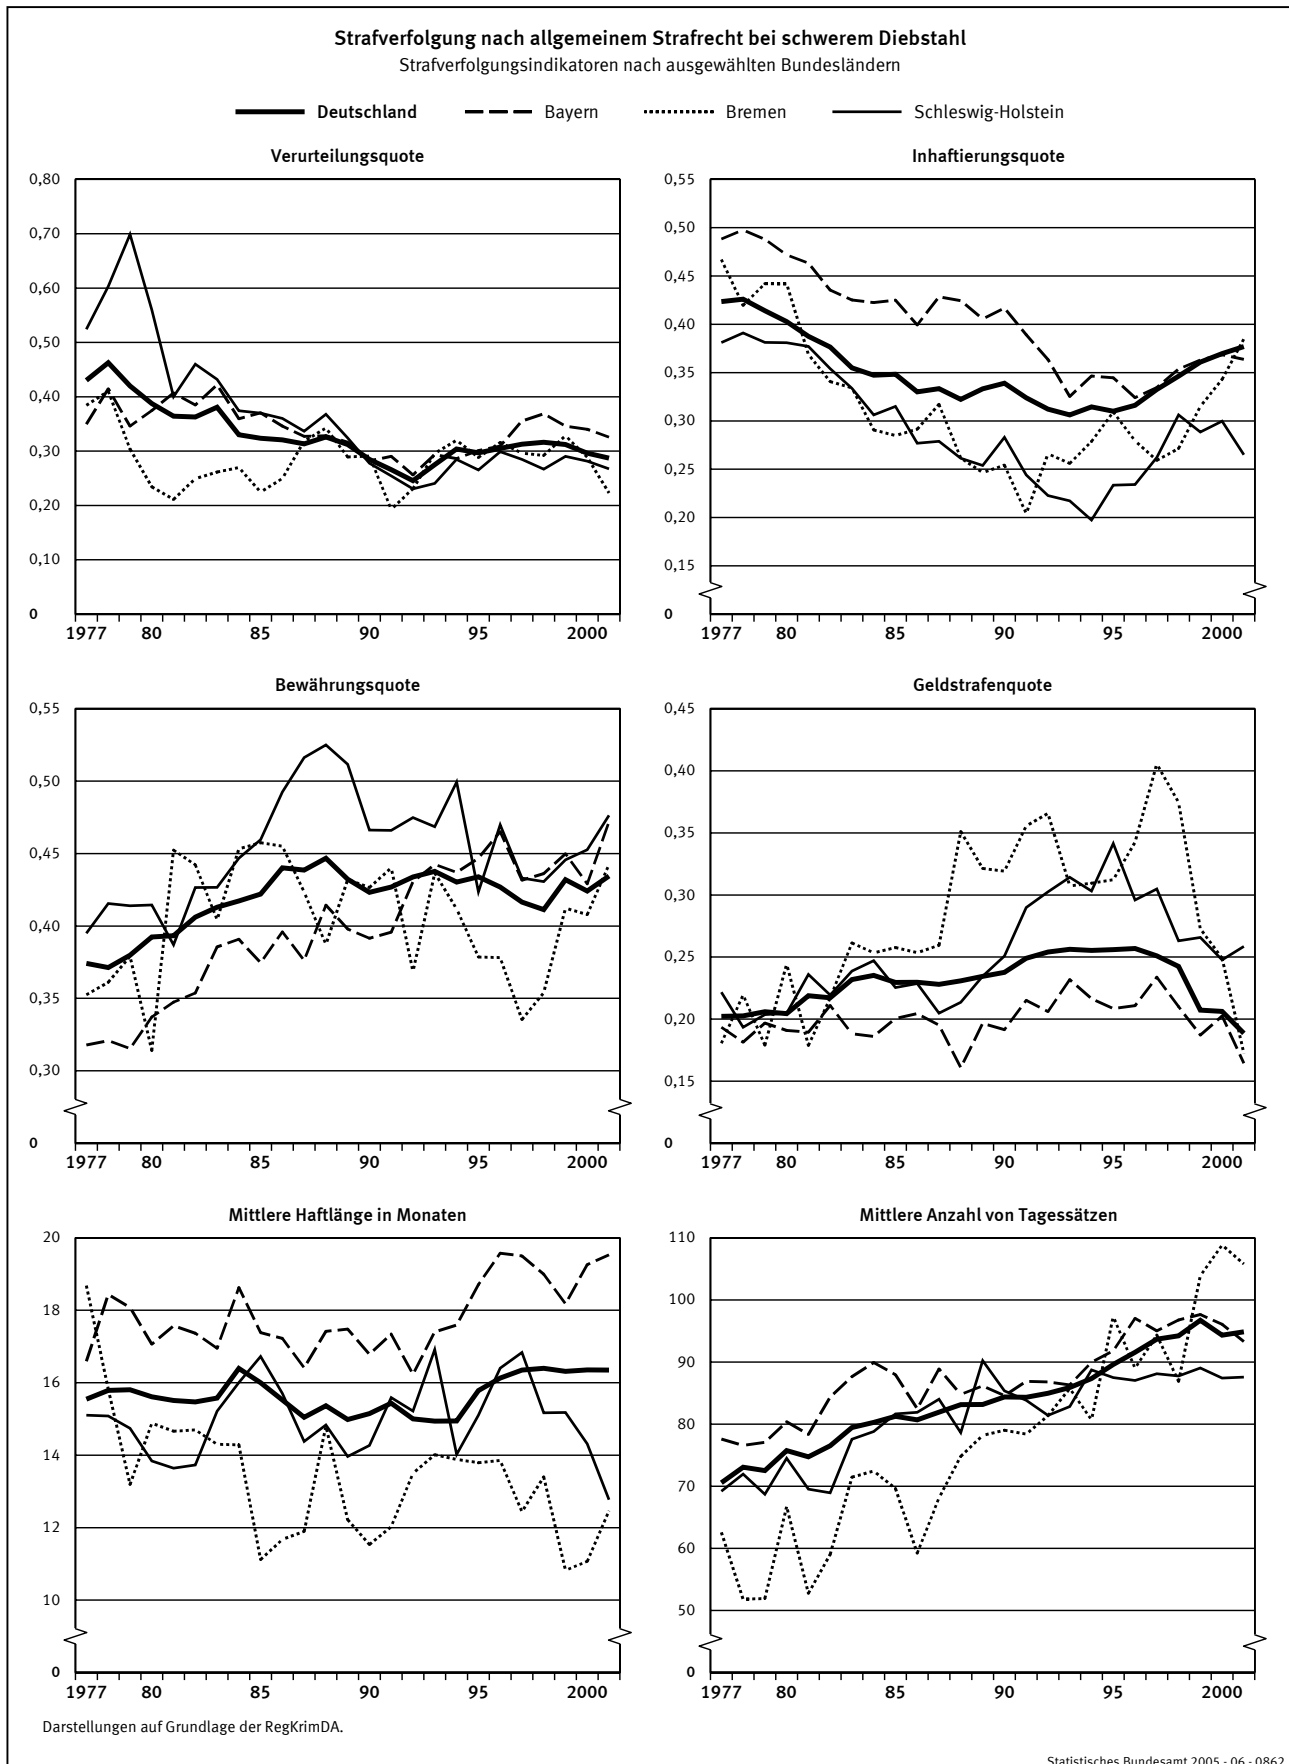 Strafverfolgung nach allgemeinem Strafrecht bei schwerem Diebstahl
Strafverfolgungsindikatoren nach ausgewählten Bundesländern
Deutschland Bayern Bremen Schleswig-Holstein
Verurteilungsquote
0,80
0,70
0,60
0,50
0,40
0,30
0,20
0,10
0
1977 80 85 90 95 2000
Inhaftierungsquote
0,55
0,50
0,45
0,40
0,35
0,30
0,25
0,20
0,15
0
1977 80 85 90 95 2000
Bewährungsquote
0,55
0,50
0,45
0,40
0,35
0,30
0
1977 80 85 90 95 2000
Geldstrafenquote
0,45
0,40
0,35
0,30
0,25
0,20
0,15
0
1977 80 85 90 95 2000
Mittlere Haftlänge in Monaten
20
18
16
14
12
10
0
1977 80 85 90 95 2000
Mittlere Anzahl von Tagessätzen
110
100
90
80
70
60
50
0
1977 80 85 90 95 2000
Darstellungen auf Grundlage der RegKrimDA.
Statistisches Bundesamt 2005 - 06 - 0862